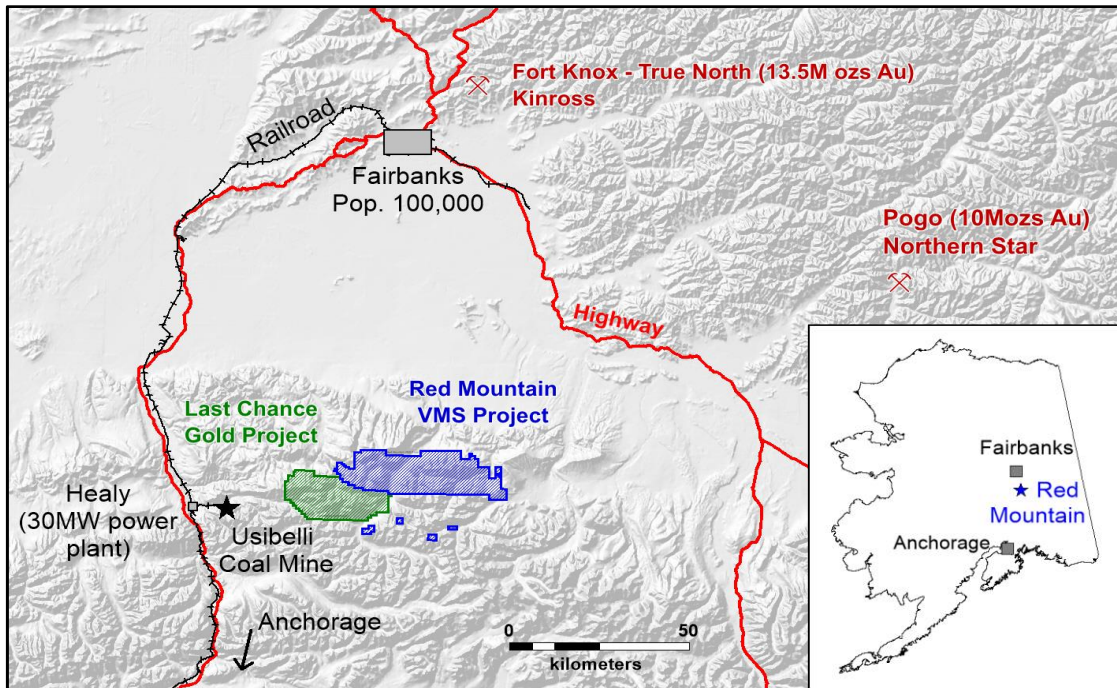 Fort Knox - True North (13.5M ozs Au)
Kinross
Railroad
Fairbanks
Pop. 100,000
Pogo (10Mozs Au)
Northern Star
Highway
Red Mountain
VMS Project
Last Chance
Gold Project
Healy
(30MW power
plant)
Usibelli
Coal Mine
Anchorage
0 50
kilometers
Fairbanks
Red
Mountain
Anchorage